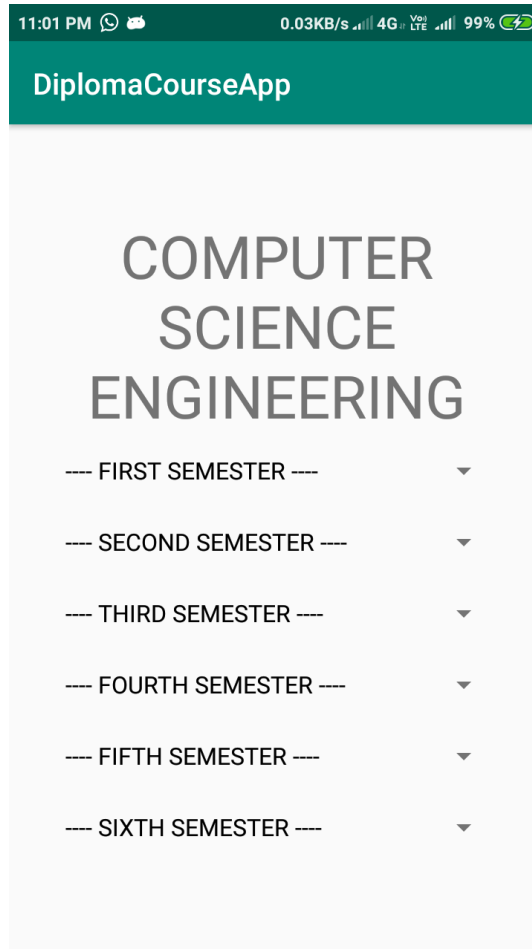 11:01 PM 0.03KB/s 4G VoLTE 99%
DiplomaCourseApp
COMPUTER
SCIENCE
ENGINEERING
---- FIRST SEMESTER ----
---- SECOND SEMESTER ----
---- THIRD SEMESTER ----
---- FOURTH SEMESTER ----
---- FIFTH SEMESTER ----
---- SIXTH SEMESTER ----